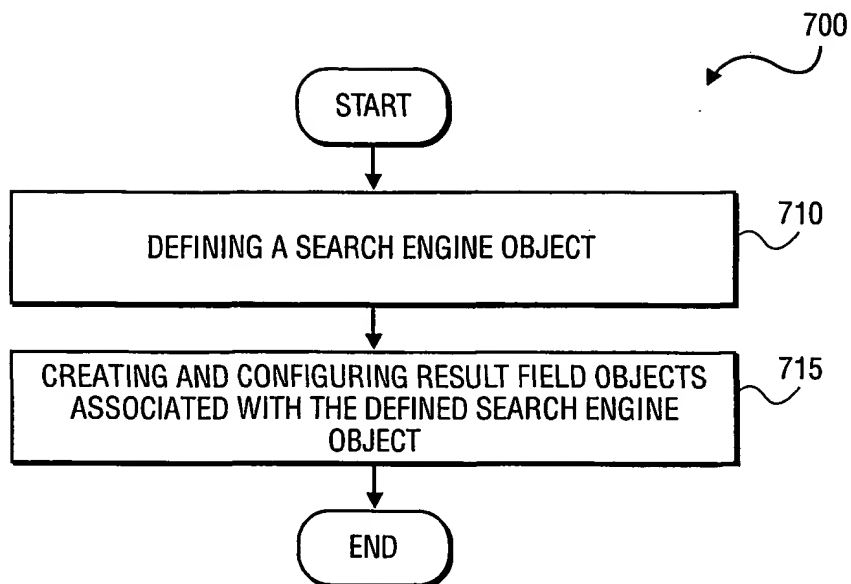 700
START
710
DEFINING A SEARCH ENGINE OBJECT
715
CREATING AND CONFIGURING RESULT FIELD OBJECTS
ASSOCIATED WITH THE DEFINED SEARCH ENGINE
OBJECT
END